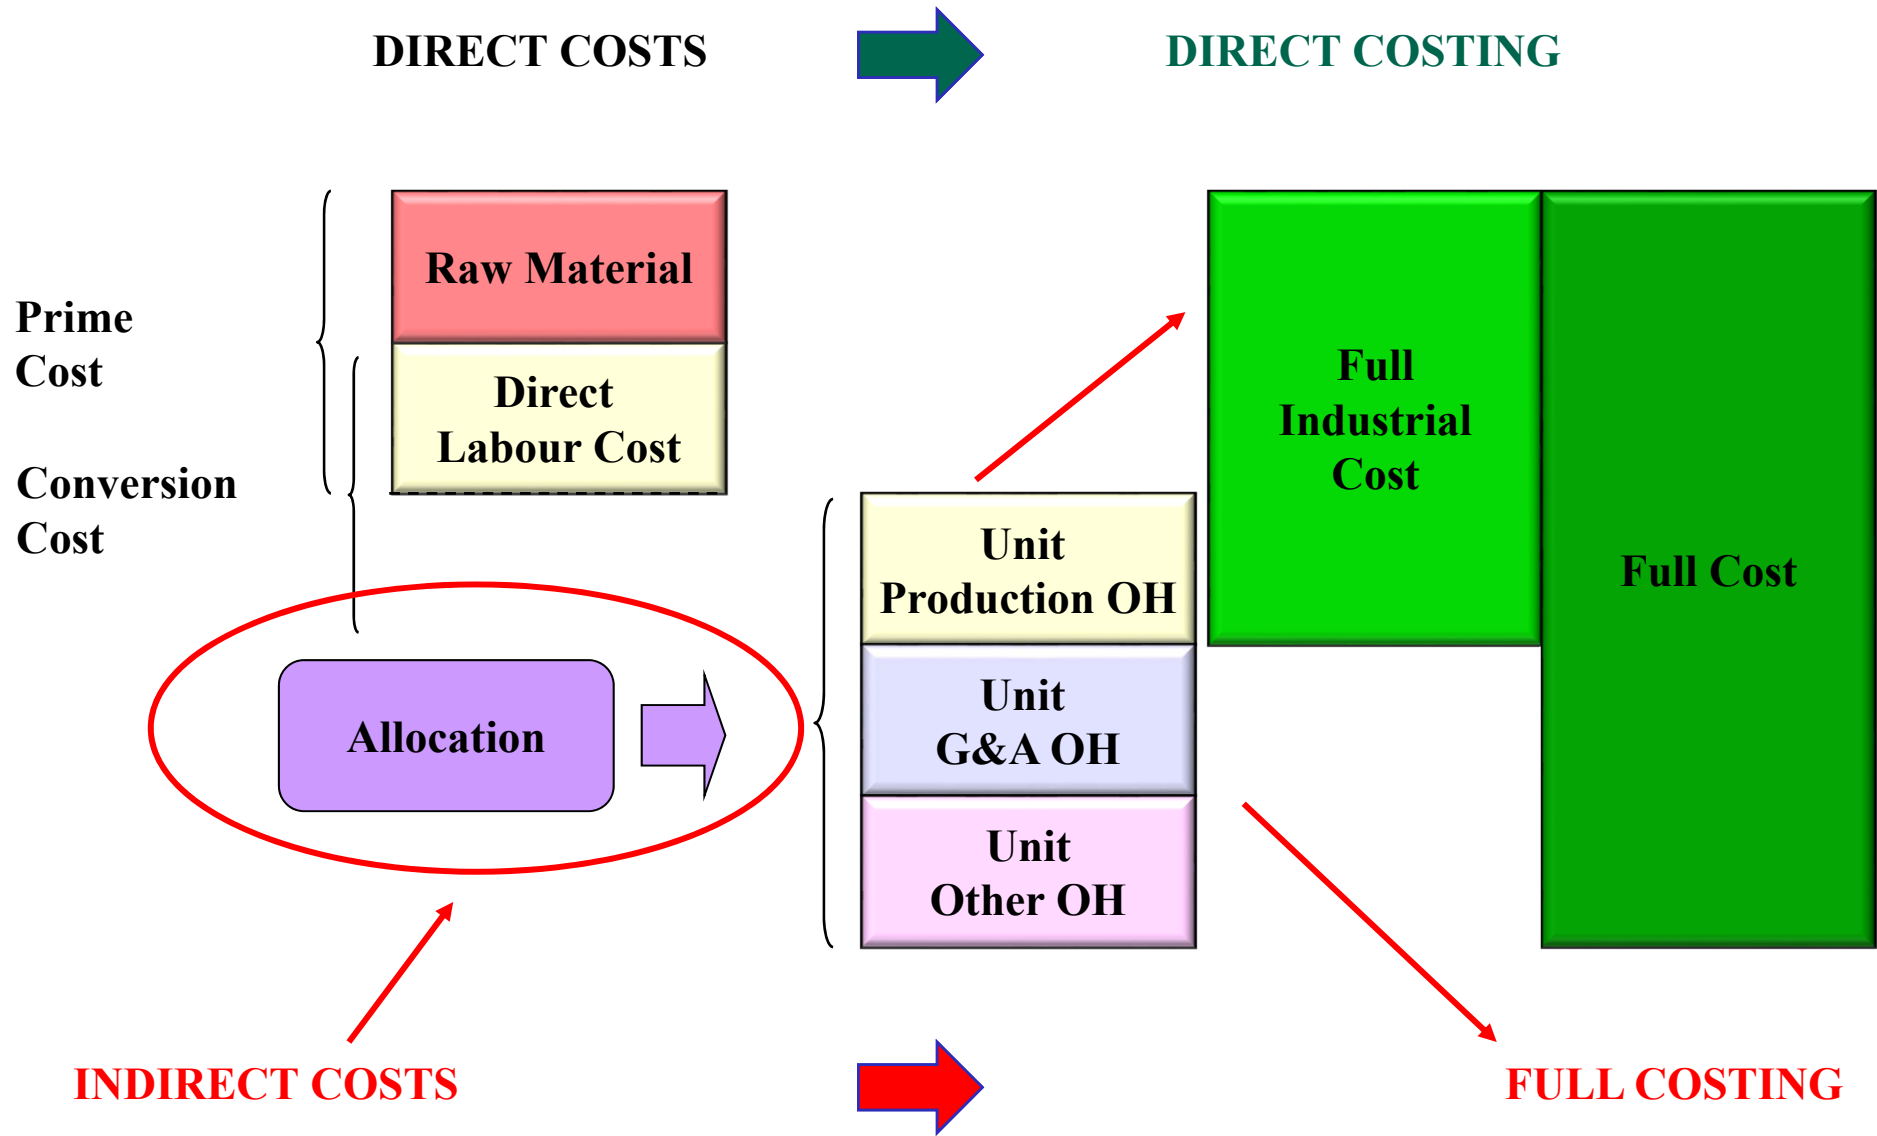 DIRECT COSTS
DIRECT COSTING
Raw Material
Prime
Cost
Direct
Labour Cost
Conversion
Cost
Full
Industrial
Cost
Unit
Production OH
Full Cost
Unit
G&A OH
Allocation
Unit
Other OH
INDIRECT COSTS
FULL COSTING